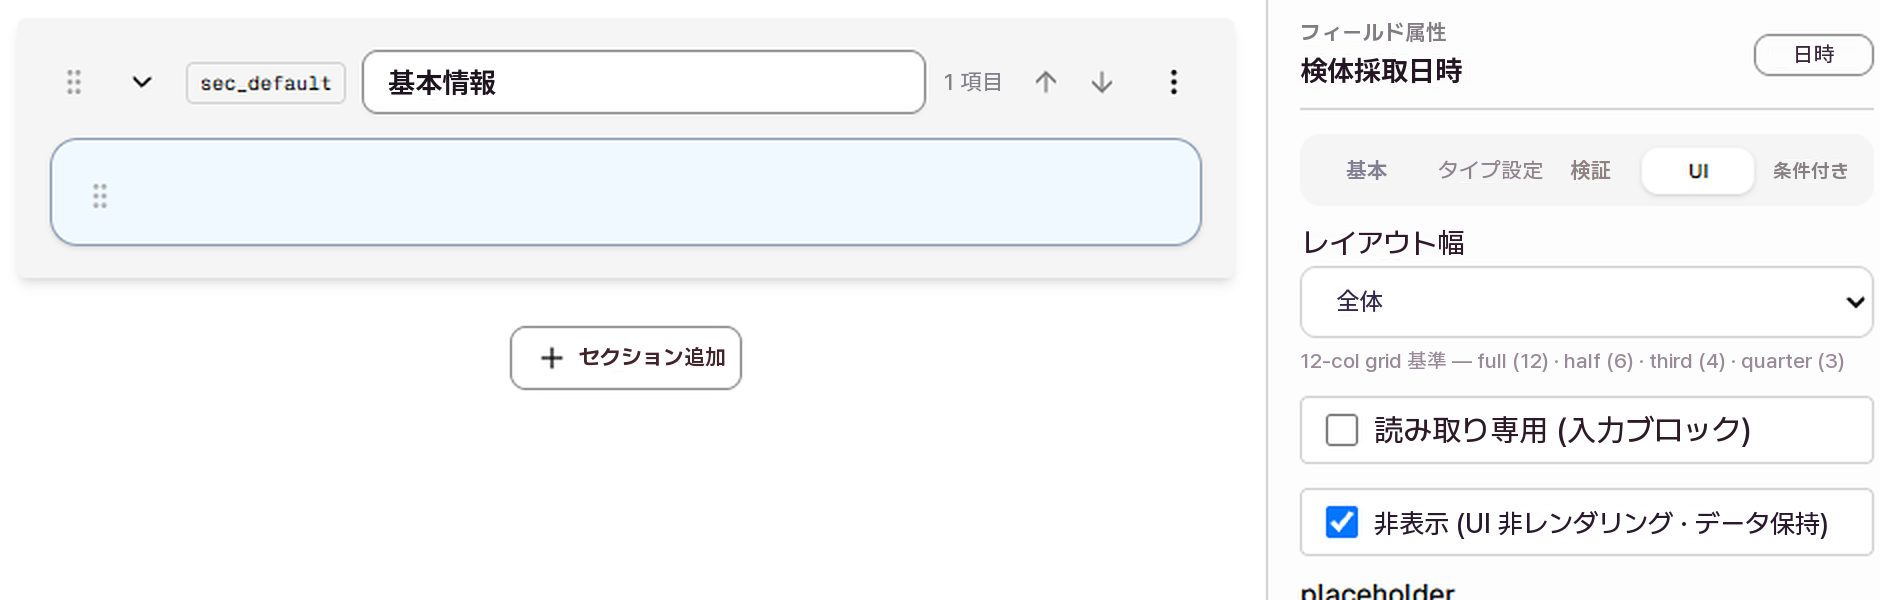 sec_default
基本情報
1 項目
セクション追加
フィールド属性
検体採取日時
日時
基本 タイプ設定 検証 UI 条件付き
レイアウト幅
全体
12-col grid 基準 — full (12) · half (6) · third (4) · quarter (3)
読み取り専用 (入力ブロック)
非表示 (UI 非レンダリング · データ保持)
placeholder